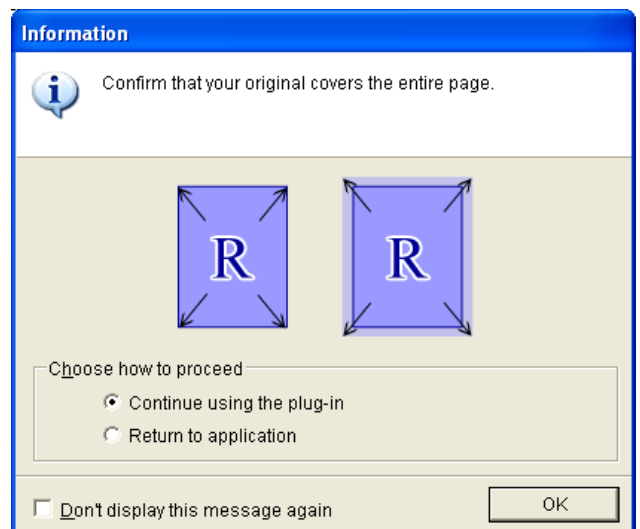 Information
Confirm that your original covers the entire page.
R R
Choose how to proceed
Continue using the plug-in
Return to application
Don't display this message again
OK